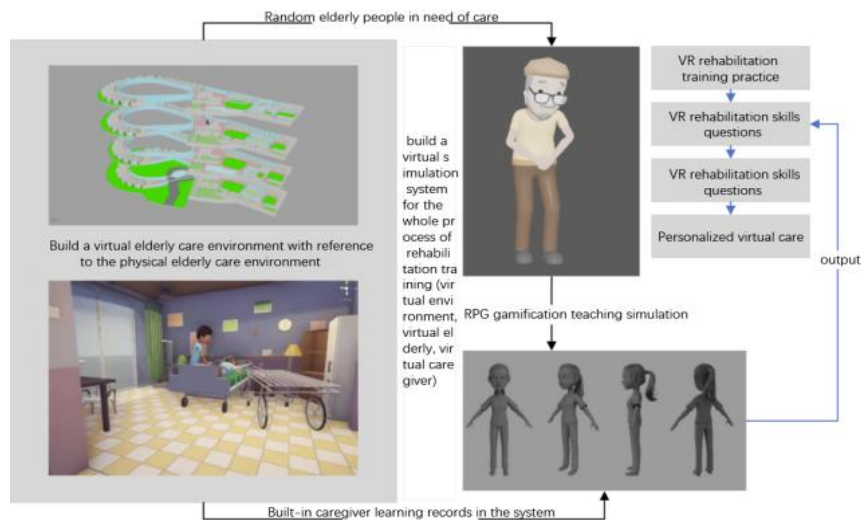 Random elderly people in need of care
Build a virtual elderly care environment with reference
to the physical elderly care environment
build a
virtual s
imulation
system
for the
whole pr
ocess of
rehabili
tation tra
ining (vir
tual envi
ronment,
virtual el
derly, vir
tual care
giver)
RPG gamification teaching simulation
VR rehabilitation
training practice
VR rehabilitation skills
questions
VR rehabilitation skills
questions
Personalized virtual care
output
Built-in caregiver learning records in the system